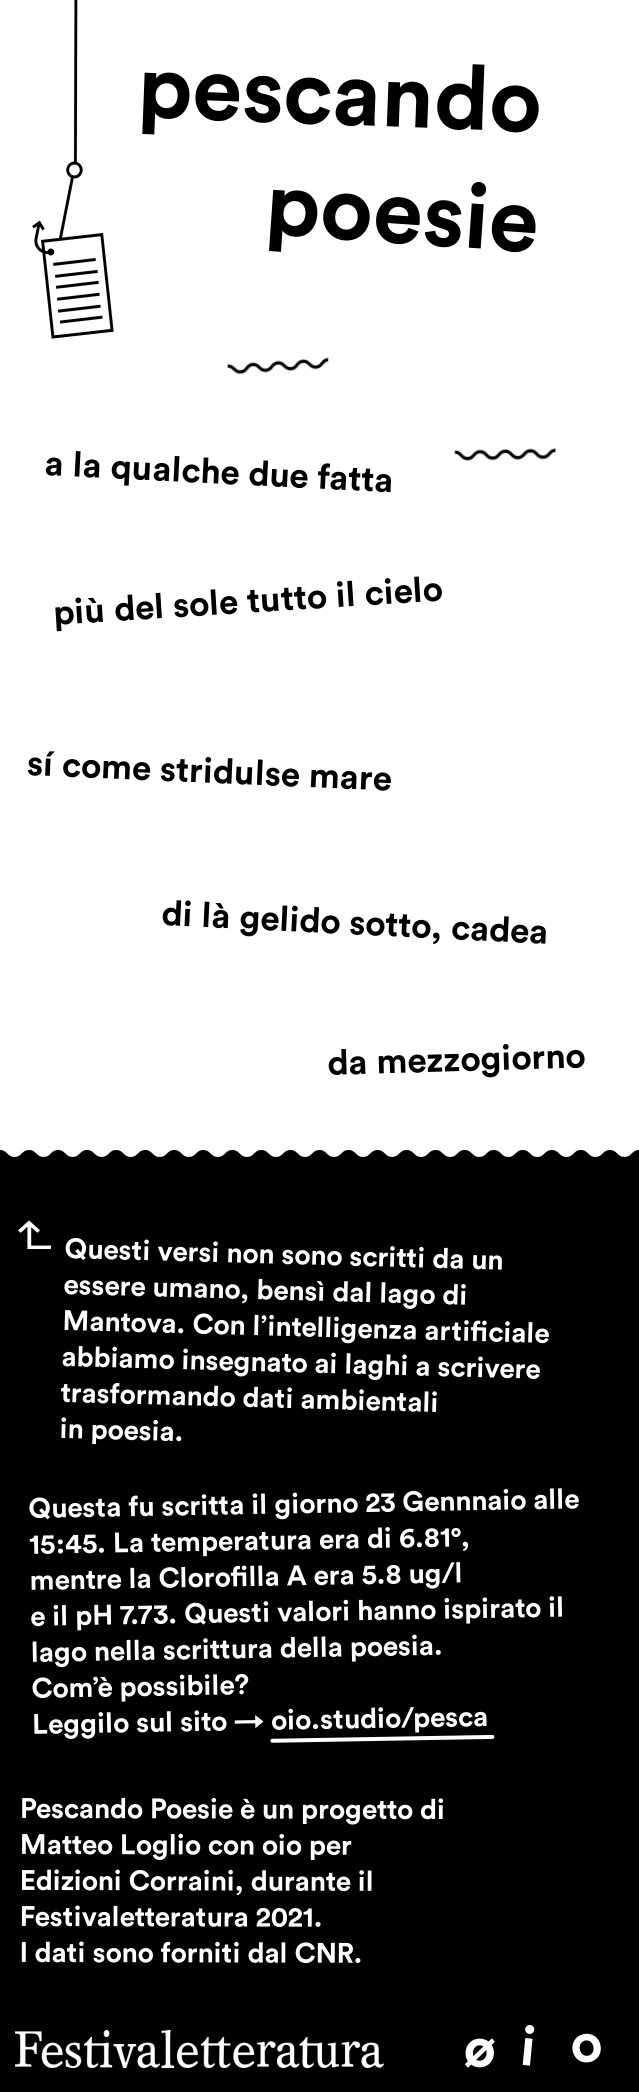 pescando
poesie
a la qualche due fatta
più del sole tutto il cielo
sí come stridulse mare
di là gelido sotto, cadea
da mezzogiorno
Questi versi non sono scritti da un
essere umano, bensì dal lago di
Mantova. Con l’intelligenza artificiale
abbiamo insegnato ai laghi a scrivere
trasformando dati ambientali
in poesia.
Questa fu scritta il giorno 23 Gennnaio alle
15:45. La temperatura era di 6.81°,
mentre la Clorofilla A era 5.8 ug/l
e il pH 7.73. Questi valori hanno ispirato il
lago nella scrittura della poesia.
Com’è possibile?
Leggilo sul sito → oio.studio/pesca
Pescando Poesie è un progetto di
Matteo Loglio con oio per
Edizioni Corraini, durante il
Festivaletteratura 2021.
I dati sono forniti dal CNR.
Festivaletteratura ø i o